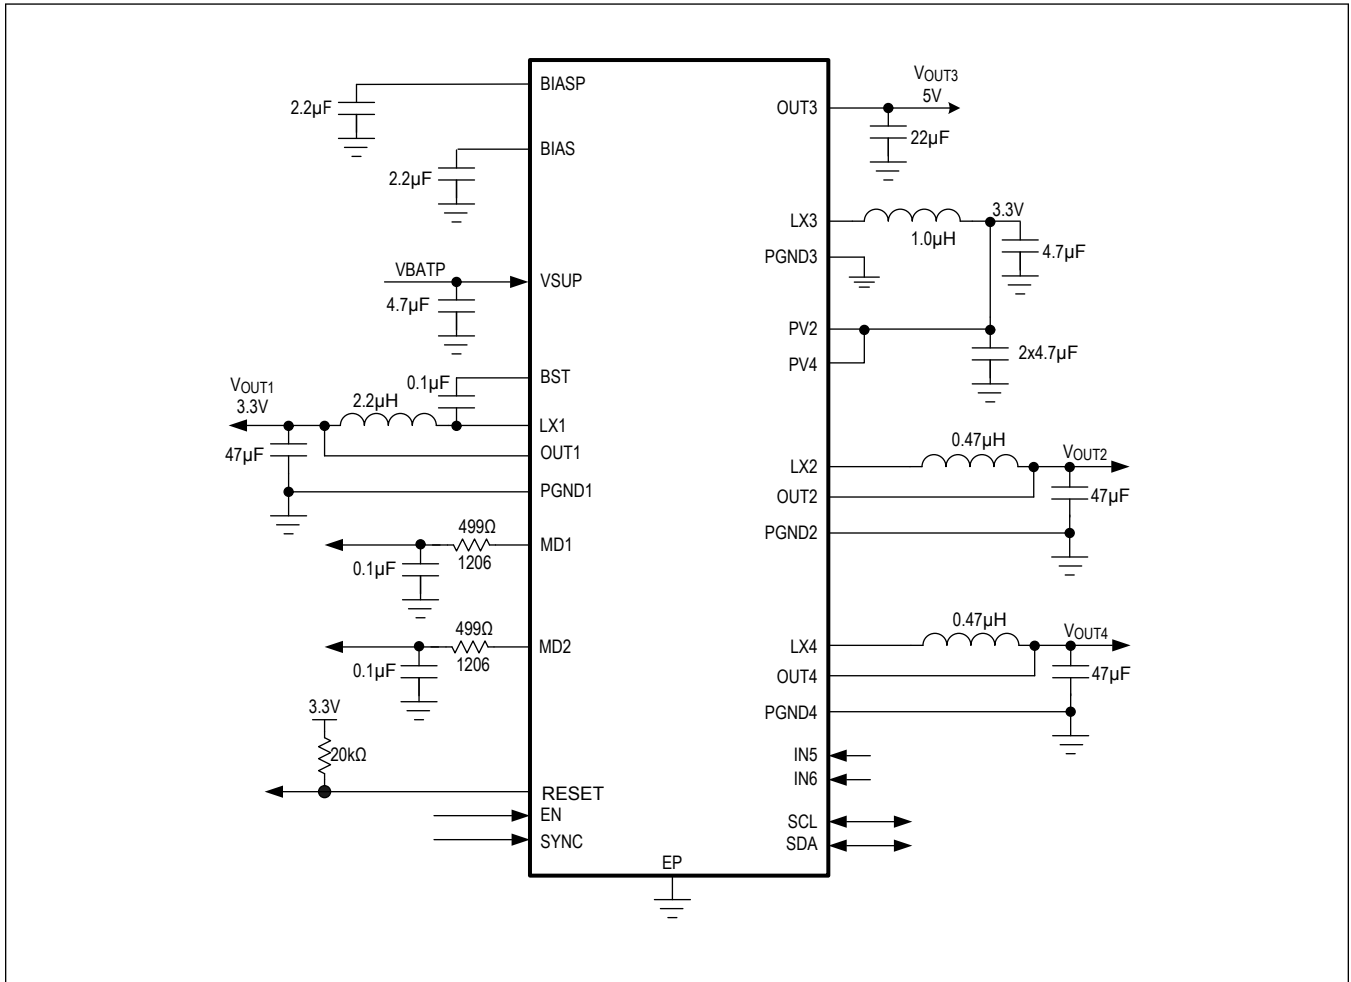 BIASP
2.2µF
BIAS
2.2µF
VBATP
VSUP
4.7µF
BST
0.1µF
VOUT1
3.3V
2.2µH
LX1
47µF
OUT1
PGND1
499Ω
MD1
1206
0.1µF
499Ω
MD2
1206
0.1µF
3.3V
20kΩ
RESET
EN
SYNC
EP
VOUT3
5V
OUT3
22µF
LX3
3.3V
1.0µH
4.7µF
PGND3
PV2
2x4.7µF
PV4
0.47µH
VOUT2
LX2
OUT2
47µF
PGND2
0.47µH
VOUT4
LX4
OUT4
47µF
PGND4
IN5
IN6
SCL
SDA